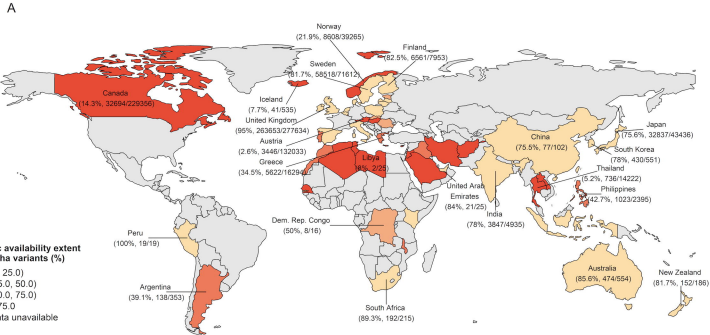 A
Norway
(21.9%, 8608/39265)
Finland
(82.5%, 6561/7953)
Sweden
(81.7%, 58518/71612)
Canada
(14.3%, 32694/229356)
Iceland
(7.7%, 41/535)
United Kingdom
(95%, 263653/277634)
Austria
(2.6%, 3446/132033)
Greece
(34.5%, 5622/16294)
Libya
(8%, 2/25)
China
(75.5%, 77/102)
Japan
(75.6%, 32837/43436)
South Korea
(78%, 430/551)
Thailand
(5.2%, 736/14222)
Philippines
(42.7%, 1023/2395)
United Arab
Emirates
(84%, 21/25)
India
(78%, 3847/4935)
Peru
(100%, 19/19)
Dem. Rep. Congo
(50%, 8/16)
Argentina
(39.1%, 138/353)
South Africa
(89.3%, 192/215)
Australia
(85.6%, 474/554)
New Zealand
(81.7%, 152/186)
availability extent
variants (%)
25.0)
50.0)
75.0)
75.0
unavailable